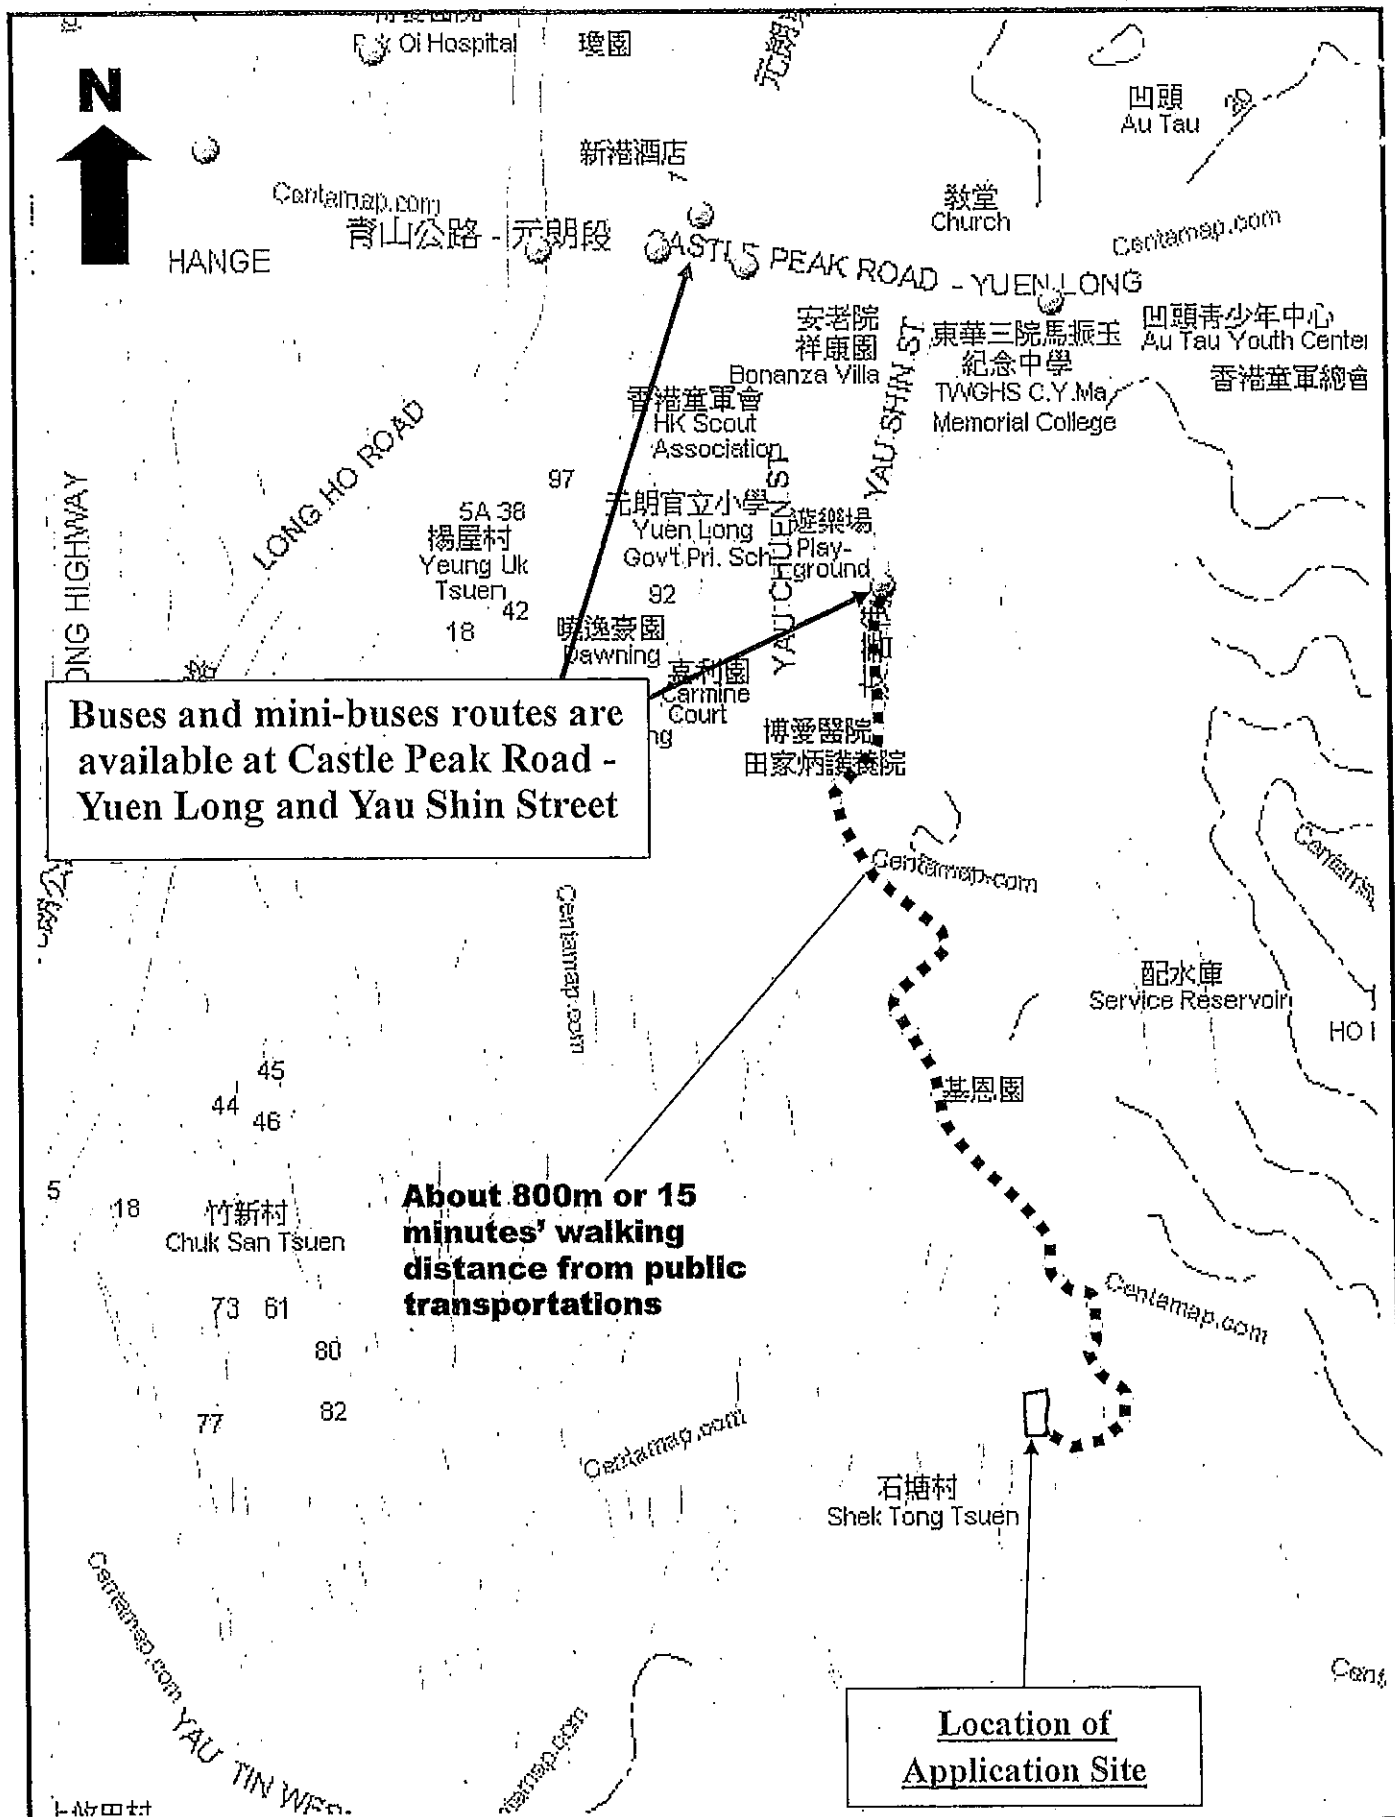 Oi Hospital
瓊園
N
凹頭
Au Tau
新港酒店
Centamap.com
教堂
Church
青山公路 - 元朗段
Centamap.com
HANGE
PEAK ROAD - YUEN LONG
安老院
祥康園
Bonanza Villa
YAU SHIN ST
東華三院馬振玉
紀念中學
TWGHS C.Y.Ma
Memorial College
凹頭青少年中心
Au Tau Youth Center
香港童軍總會
香港童軍會
HK Scout
Association
LONG HO ROAD
97
5A 38
楊屋村
Yeung Uk
Tsuen
42
18
元朗官立小學
Yuen Long
Gov't Pri. Sch
92
YAU CHUEN ST
遊樂場
Play-
ground
ONG HIGHWAY
曉逸豪園
Dawning
嘉利園
Carmine
Court
ng
博愛醫院
田家炳護養院
Buses and mini-buses routes are
available at Castle Peak Road -
Yuen Long and Yau Shin Street
Centamap.com
Centamap.com
配水庫
Service Reservoir
HO
基恩園
45
44
46
5
18
竹新村
Chuk San Tsuen
73 61
80
77
82
About 800m or 15
minutes' walking
distance from public
transportations
Centamap.com
Centamap.com
石塘村
Shek Tong Tsuen
Centamap.com
YAU TIN WE
Location of
Application Site